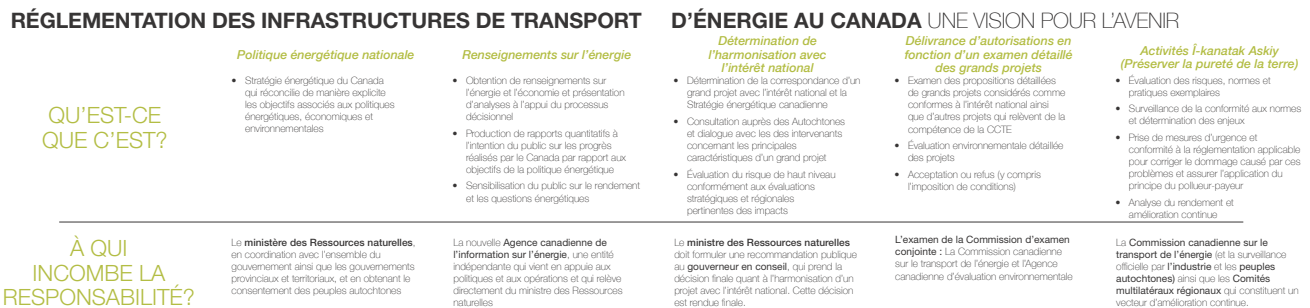 RÉGLEMENTATION DES INFRASTRUCTURES DE TRANSPORT D'ÉNERGIE AU CANADA UNE VISION POUR L'AVENIR
QU'EST-CE
QUE C'EST?
Politique énergétique nationale
• Stratégie énergétique du Canada
qui réconcilie de manière explicite
les objectifs associés aux politiques
énergétiques, économiques et
environnementales
Renseignements sur l'énergie
• Obtention de renseignements sur
l'énergie et l'économie et présentation
d'analyses à l'appui du processus
décisionnel
• Production de rapports quantitatifs à
l'intention du public sur les progrès
réalisés par le Canada par rapport aux
objectifs de la politique énergétique
• Sensibilisation du public sur le rendement
et les questions énergétiques
Détermination de
l'harmonisation avec
l'intérêt national
• Détermination de la correspondance d'un
grand projet avec l'intérêt national et la
Stratégie énergétique canadienne
• Consultation auprès des Autochtones
et dialogue avec les des intervenants
concernant les principales
caractéristiques d'un grand projet
• Évaluation du risque de haut niveau
conformément aux évaluations
stratégiques et régionales
pertinentes des impacts
Délivrance d'autorisations en
fonction d'un examen détaillé
des grands projets
• Examen des propositions détaillées
de grands projets considérés comme
conformes à l'intérêt national ainsi
que d'autres projets qui relèvent de la
compétence de la CCTE
• Évaluation environnementale détaillée
des projets
• Acceptation ou refus (y compris
l'imposition de conditions)
Activités Î-kanatak Askiy
(Préserver la pureté de la terre)
• Évaluation des risques, normes et
pratiques exemplaires
• Surveillance de la conformité aux normes
et détermination des enjeux
• Prise de mesures d'urgence et
conformité à la réglementation applicable
pour corriger le dommage causé par ces
problèmes et assurer l'application du
principe du pollueur-payeur
• Analyse du rendement et
amélioration continue
À QUI
INCOMBE LA
RESPONSABILITÉ?
Le ministère des Ressources naturelles,
en coordination avec l'ensemble du
gouvernement ainsi que les gouvernements
provinciaux et territoriaux, et en obtenant le
consentement des peuples autochtones
La nouvelle Agence canadienne de
l'information sur l'énergie, une entité
indépendante qui vient en appuie aux
politiques et aux opérations et qui relève
directement du ministre des Ressources
naturelles
Le ministre des Ressources naturelles
doit formuler une recommandation publique
au gouverneur en conseil, qui prend la
décision finale quant à l'harmonisation d'un
projet avec l'intérêt national. Cette décision
est rendue finale.
L'examen de la Commission d'examen
conjointe : La Commission canadienne
sur le transport de l'énergie et l'Agence
canadienne d'évaluation environnementale
La Commission canadienne sur le
transport de l'énergie (et la surveillance
officielle par l'industrie et les peuples
autochtones) ainsi que les Comités
multilatéraux régionaux qui constituent un
vecteur d'amélioration continue.